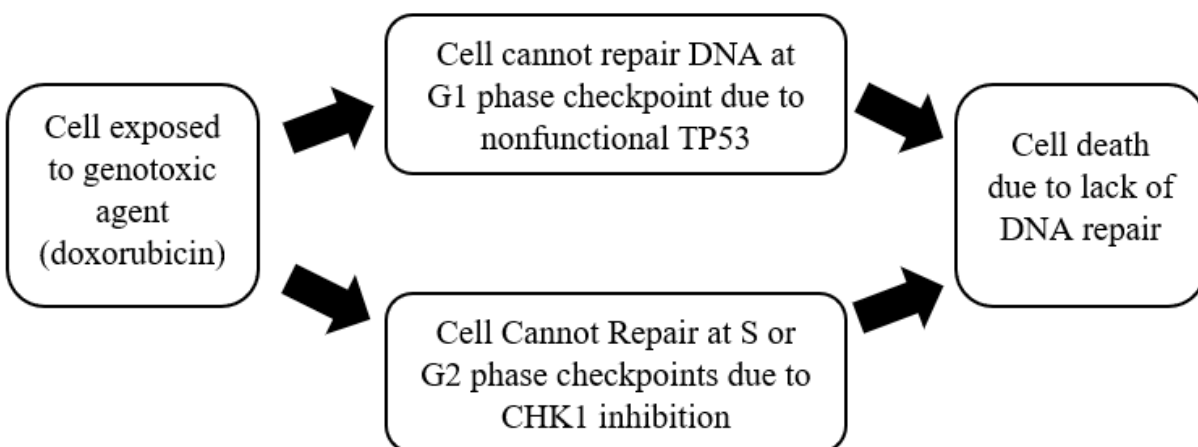 Cell exposed
to genotoxic
agent
(doxorubicin)
Cell cannot repair DNA at
G1 phase checkpoint due to
nonfunctional TP53
Cell Cannot Repair at S or
G2 phase checkpoints due to
CHK1 inhibition
Cell death
due to lack of
DNA repair